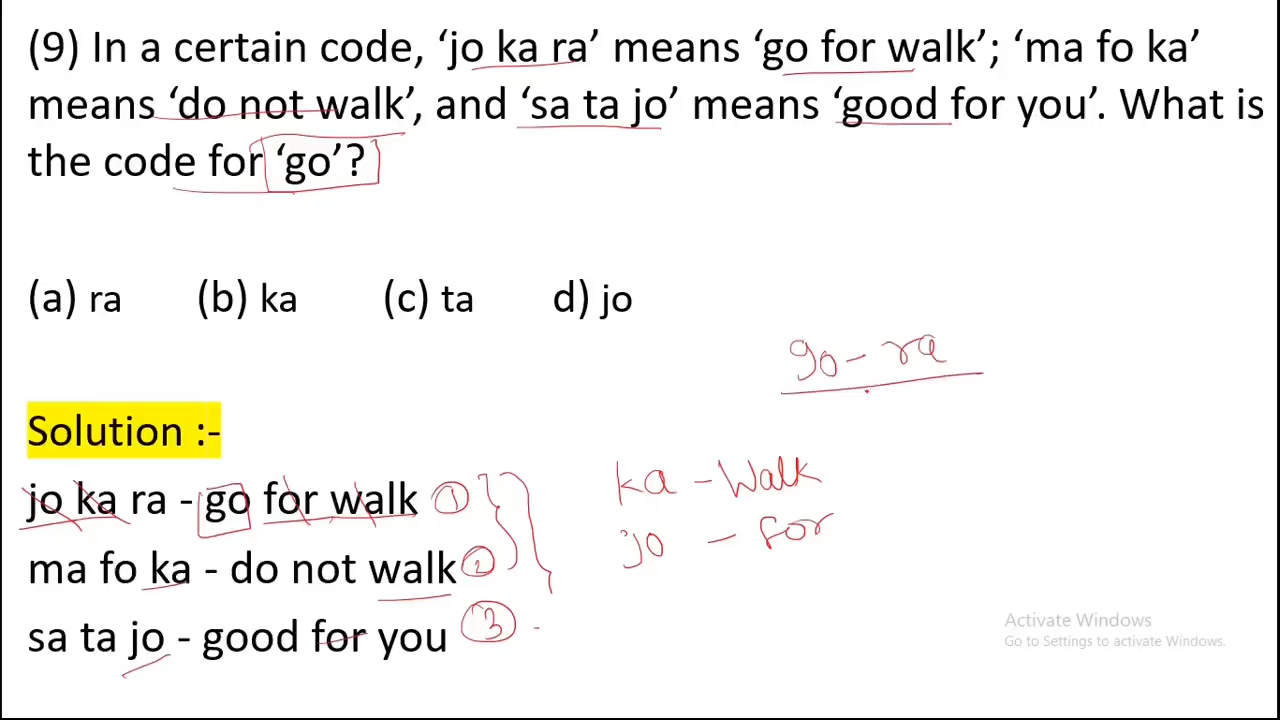 (9) In a certain code, ‘jo ka ra’ means ‘go for walk’; ‘ma fo ka’
means ‘do not walk’, and ‘sa ta jo’ means ‘good for you’. What is
the code for ‘go’?
(a) ra (b) ka (c) ta d) jo
go - ra
Solution :-
jo ka ra - go for walk 1
ka - Walk
jo - for
ma fo ka - do not walk 2
sa ta jo - good for you 3
Activate Windows
Go to Settings to activate Windows.